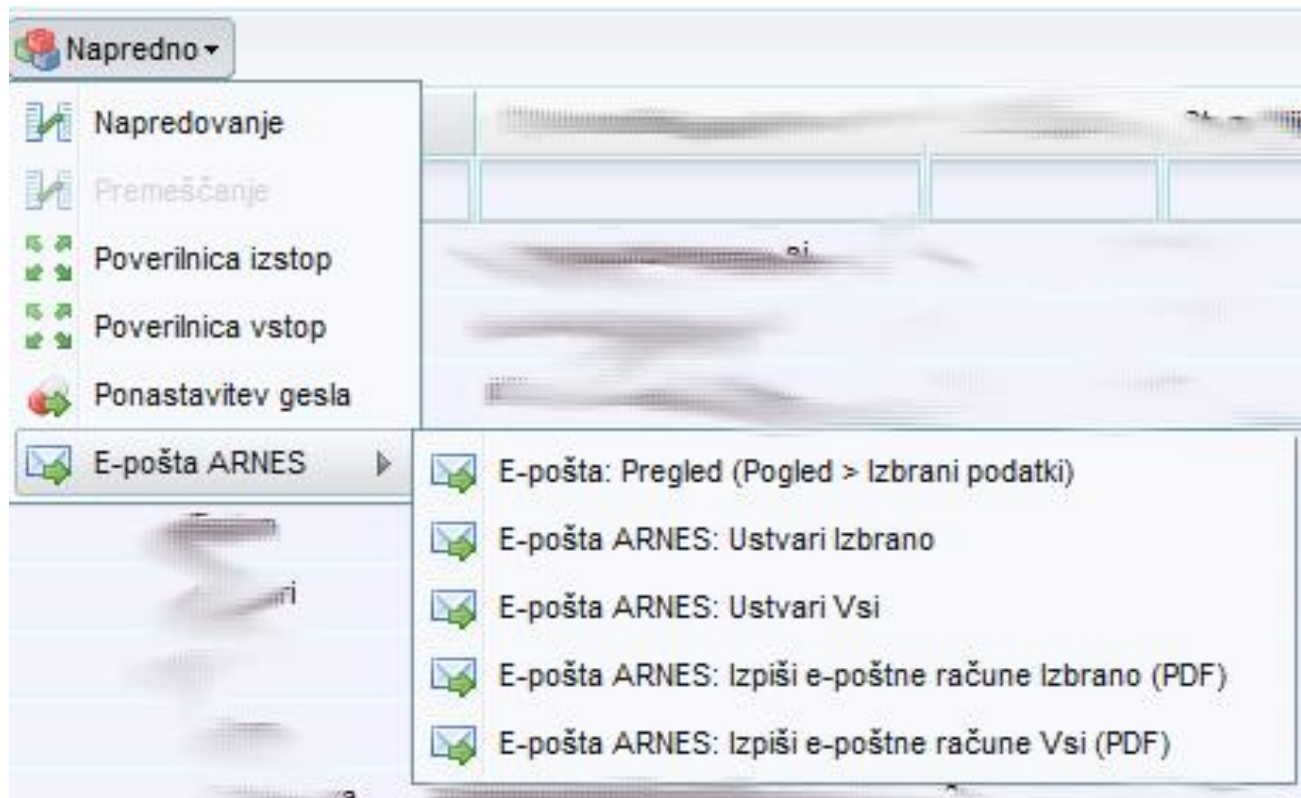 Napredno
Napredovanje
Premeščanje
Poverilnica izstop
Poverilnica vstop
Ponastavitev gesla
E-pošta ARNES
E-pošta: Pregled (Pogled > Izbrani podatki)
E-pošta ARNES: Ustvari Izbrano
E-pošta ARNES: Ustvari Vsi
E-pošta ARNES: Izpiši e-poštne račune Izbrano (PDF)
E-pošta ARNES: Izpiši e-poštne račune Vsi (PDF)